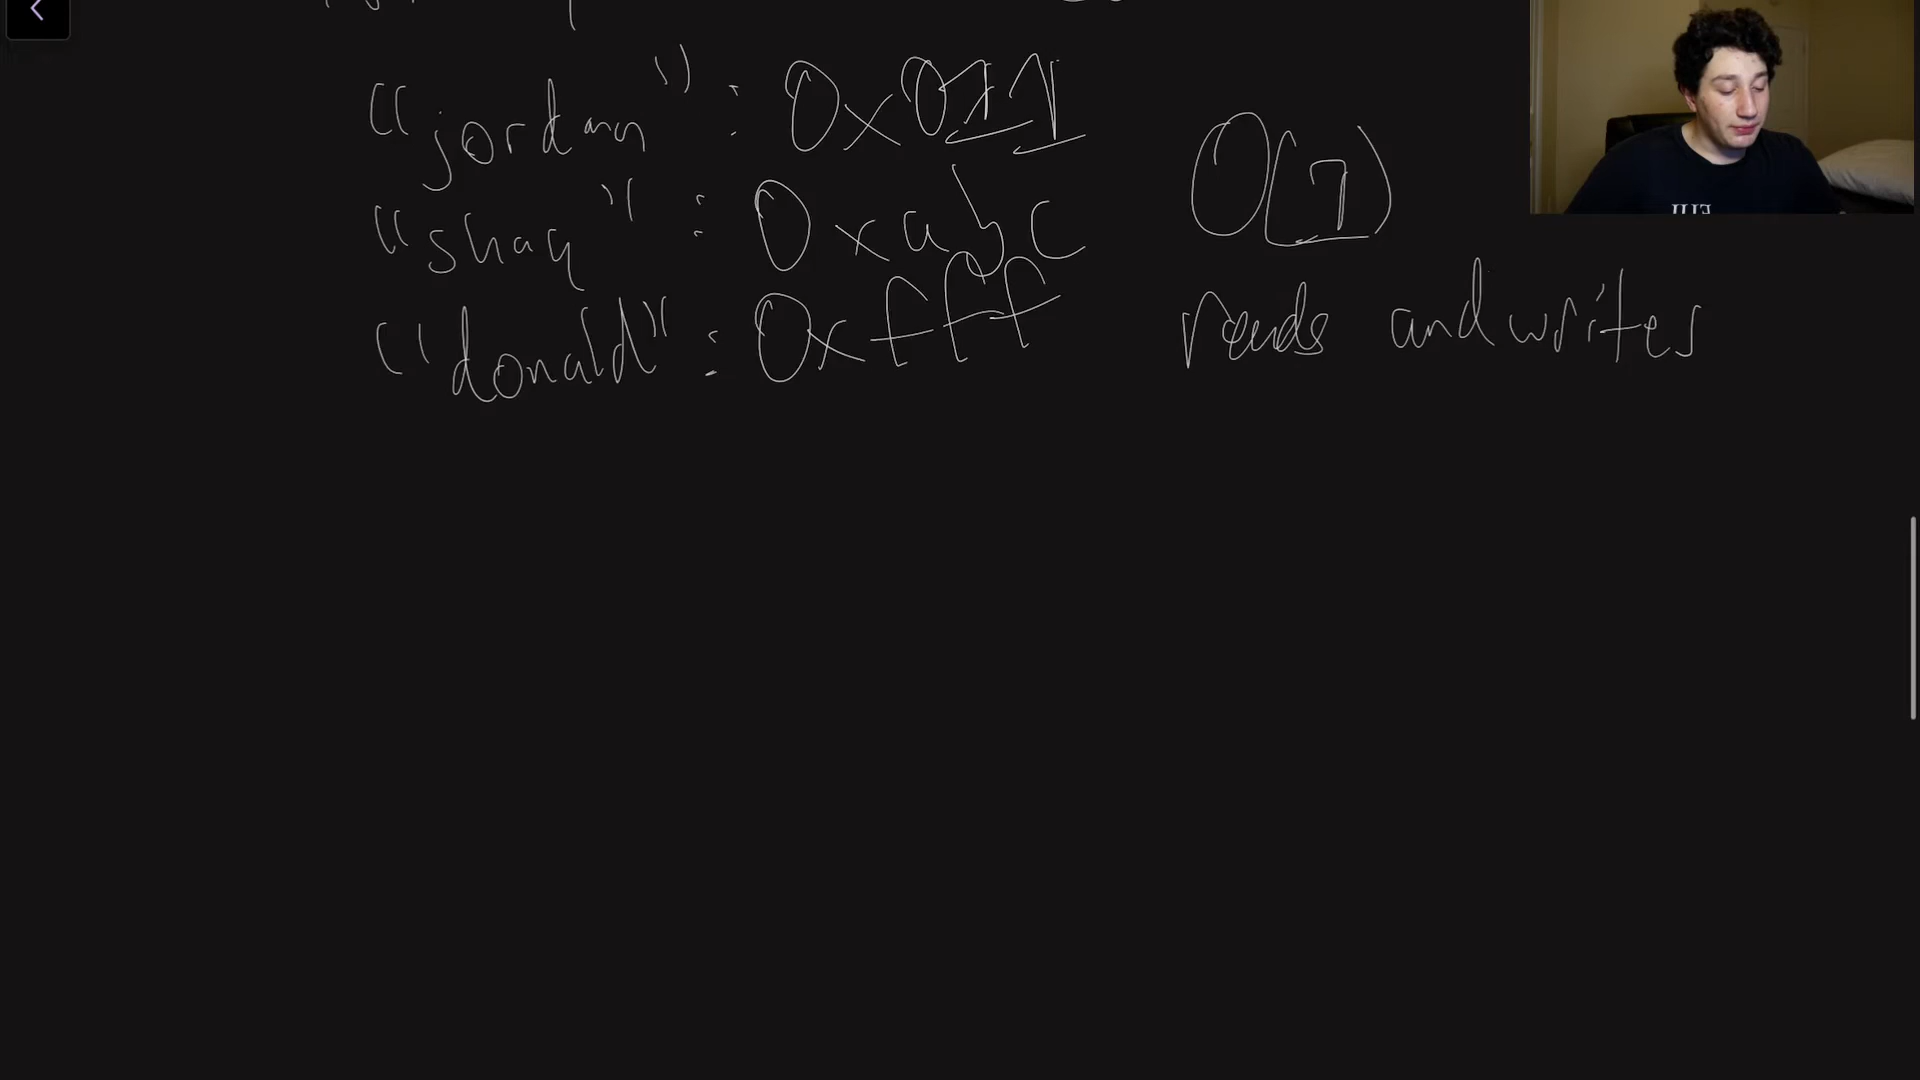 "jordan" : 0x011
O(1)
"shaq" : 0xabc
"donald" : 0xfff
reads and writes